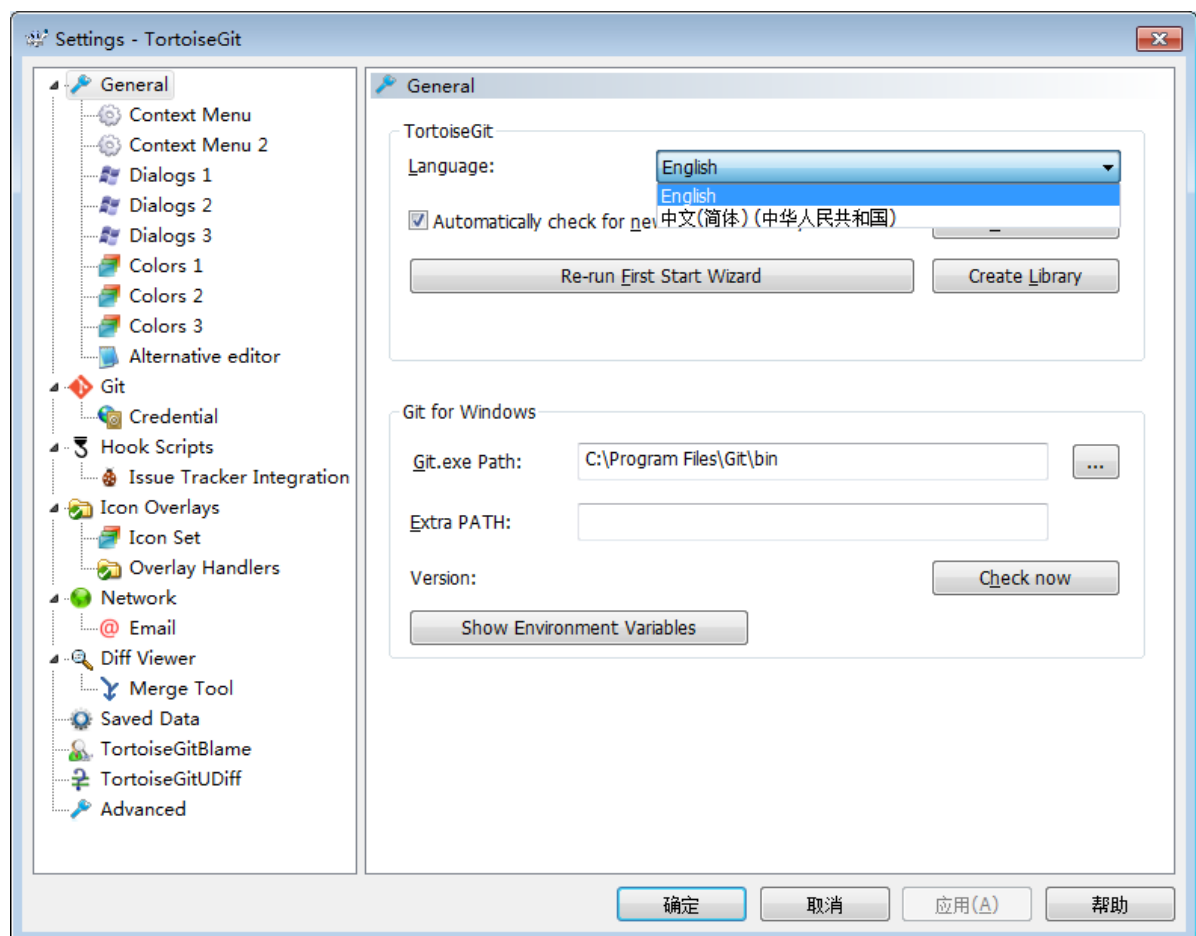 Settings - TortoiseGit
General
Context Menu
Context Menu 2
Dialogs 1
Dialogs 2
Dialogs 3
Colors 1
Colors 2
Colors 3
Alternative editor
Git
Credential
Hook Scripts
Issue Tracker Integration
Icon Overlays
Icon Set
Overlay Handlers
Network
Email
Diff Viewer
Merge Tool
Saved Data
TortoiseGitBlame
TortoiseGitUDiff
Advanced
General
TortoiseGit
Language: English
English
中文(简体) (中华人民共和国)
Automatically check for
Re-run First Start Wizard Create Library
Git for Windows
Git.exe Path: C:\Program Files\Git\bin ...
Extra PATH:
Version: Check now
Show Environment Variables
确定 取消 应用(A) 帮助